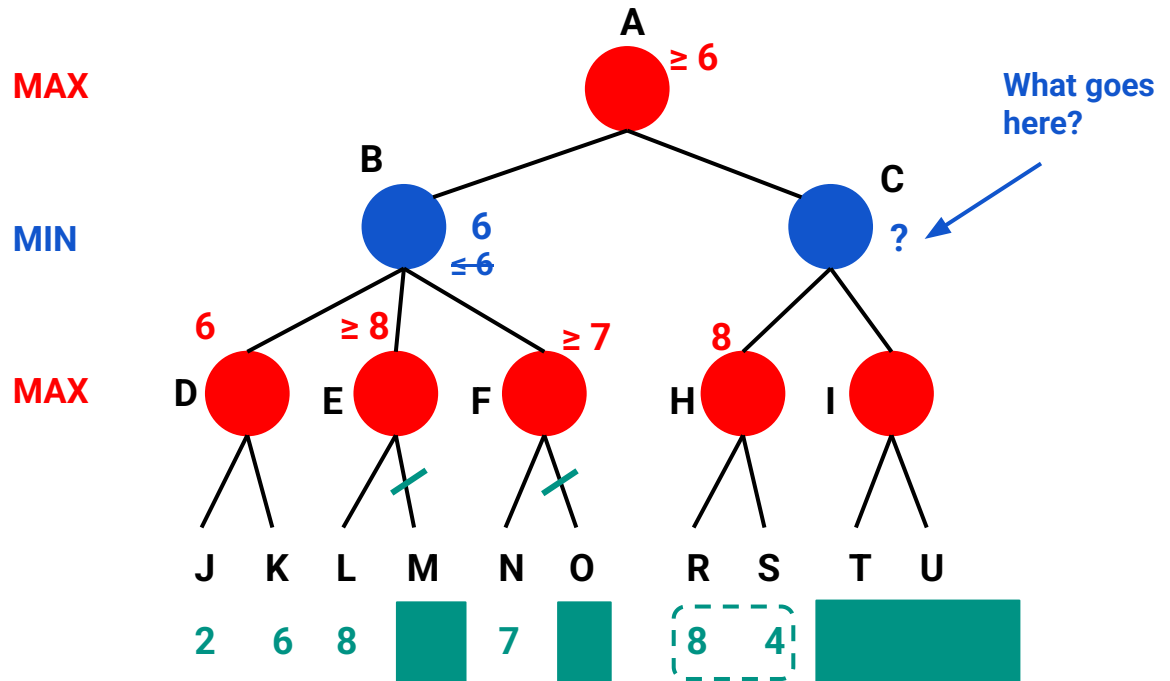 A
≥ 6
MAX
What goes
here?
B
C
MIN
6
≤ 6
?
6
≥ 8
≥ 7
8
MAX
D
E
F
H
I
J K L M N O R S T U
2 6 8 7 8 4